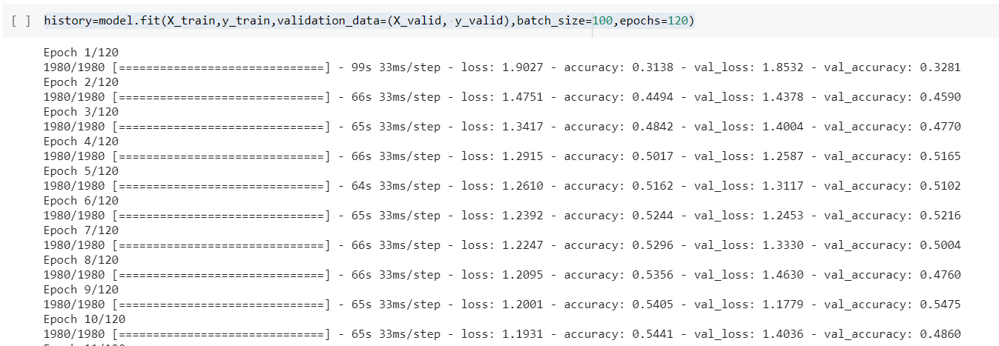 [ ] history=model.fit(X_train,y_train,validation_data=(X_valid, y_valid),batch_size=100,epochs=120)
Epoch 1/120
1980/1980 [==============================] - 99s 33ms/step - loss: 1.9027 - accuracy: 0.3138 - val_loss: 1.8532 - val_accuracy: 0.3281
Epoch 2/120
1980/1980 [==============================] - 66s 33ms/step - loss: 1.4751 - accuracy: 0.4494 - val_loss: 1.4378 - val_accuracy: 0.4590
Epoch 3/120
1980/1980 [==============================] - 65s 33ms/step - loss: 1.3417 - accuracy: 0.4842 - val_loss: 1.4004 - val_accuracy: 0.4770
Epoch 4/120
1980/1980 [==============================] - 66s 33ms/step - loss: 1.2915 - accuracy: 0.5017 - val_loss: 1.2587 - val_accuracy: 0.5165
Epoch 5/120
1980/1980 [==============================] - 64s 33ms/step - loss: 1.2610 - accuracy: 0.5162 - val_loss: 1.3117 - val_accuracy: 0.5102
Epoch 6/120
1980/1980 [==============================] - 65s 33ms/step - loss: 1.2392 - accuracy: 0.5244 - val_loss: 1.2453 - val_accuracy: 0.5216
Epoch 7/120
1980/1980 [==============================] - 66s 33ms/step - loss: 1.2247 - accuracy: 0.5296 - val_loss: 1.3330 - val_accuracy: 0.5004
Epoch 8/120
1980/1980 [==============================] - 66s 33ms/step - loss: 1.2095 - accuracy: 0.5356 - val_loss: 1.4630 - val_accuracy: 0.4760
Epoch 9/120
1980/1980 [==============================] - 65s 33ms/step - loss: 1.2001 - accuracy: 0.5405 - val_loss: 1.1779 - val_accuracy: 0.5475
Epoch 10/120
1980/1980 [==============================] - 65s 33ms/step - loss: 1.1931 - accuracy: 0.5441 - val_loss: 1.4036 - val_accuracy: 0.4860